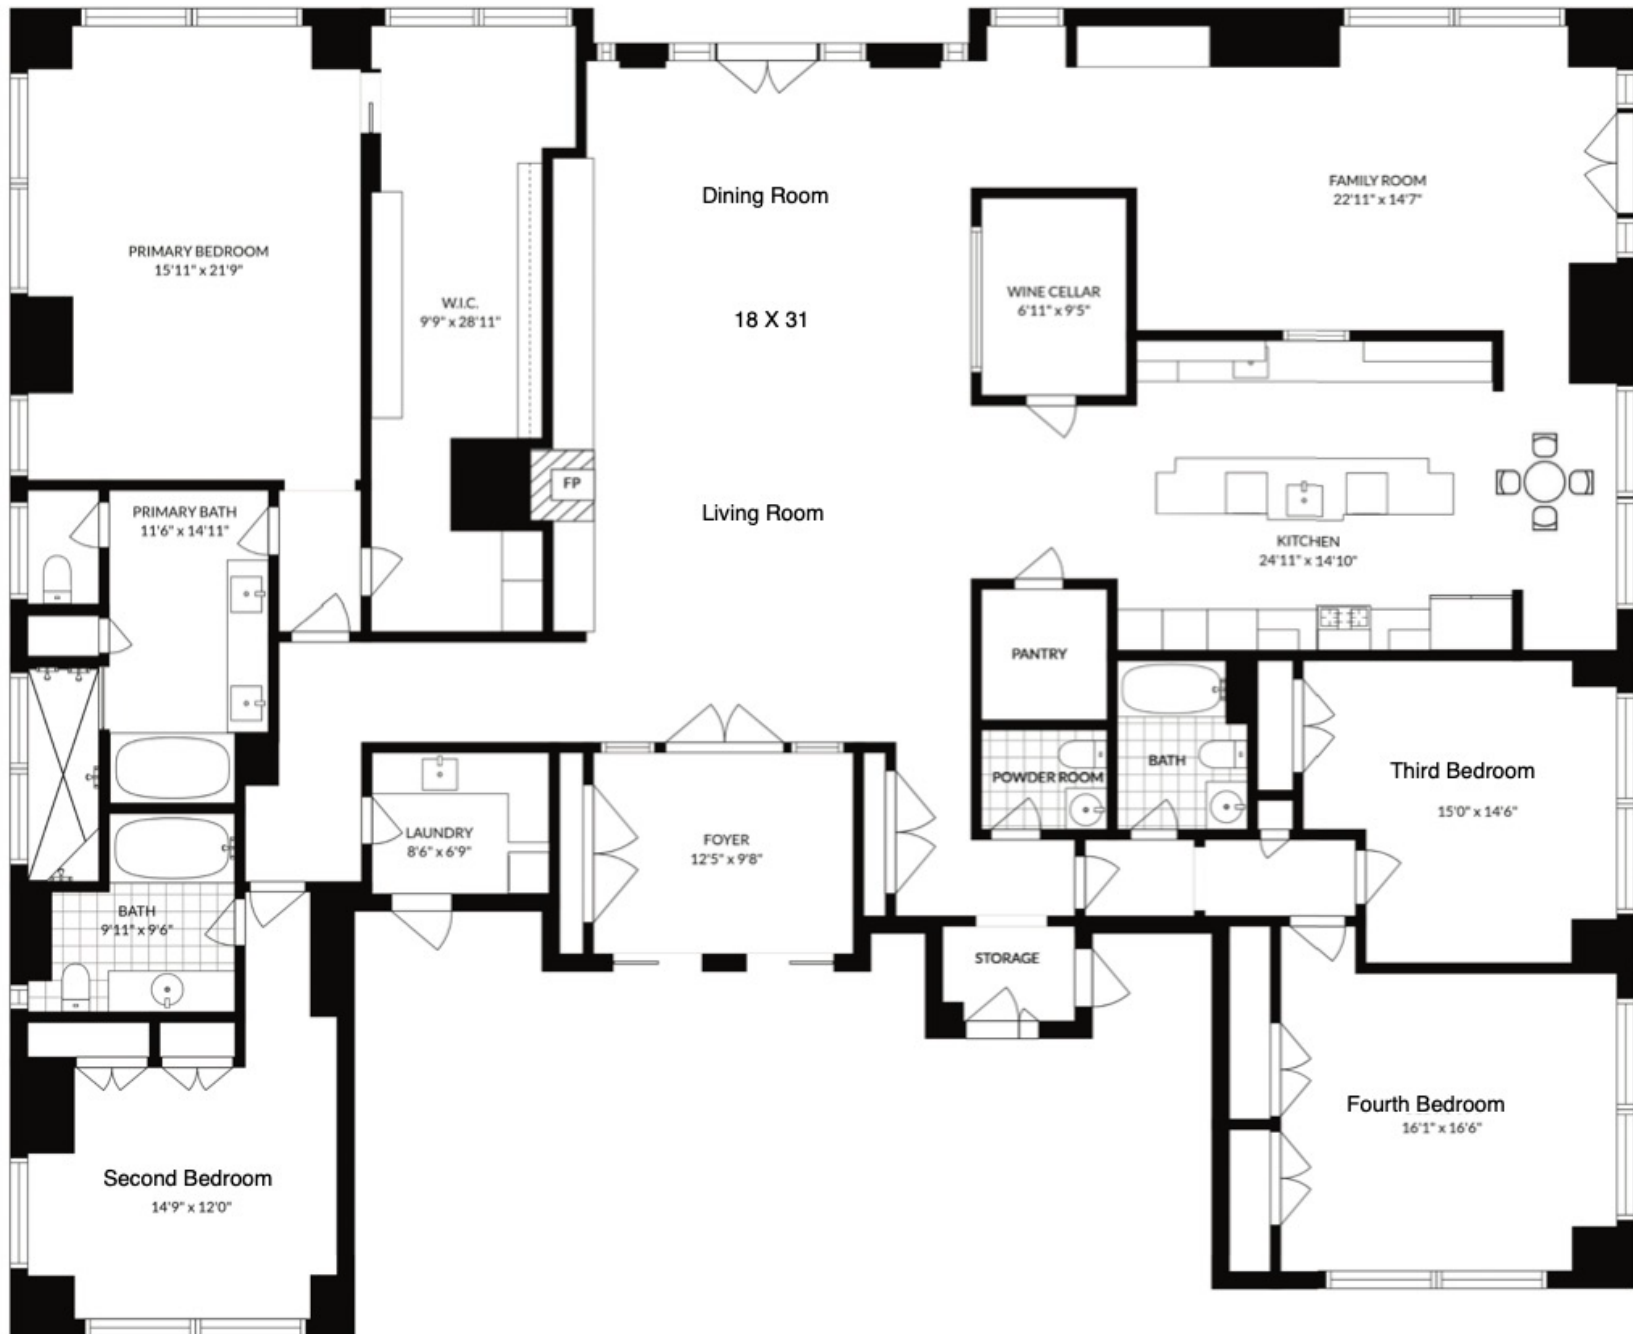 Dining Room
FAMILY ROOM
22'11" x 14'7"
PRIMARY BEDROOM
15'11" x 21'9"
W.I.C.
9'9" x 28'11"
WINE CELLAR
6'11" x 9'5"
18 X 31
FP
PRIMARY BATH
11'6" x 14'11"
Living Room
KITCHEN
24'11" x 14'10"
PANTRY
BATH
POWDER ROOM
Third Bedroom
15'0" x 14'6"
LAUNDRY
8'6" x 6'9"
FOYER
12'5" x 9'8"
BATH
9'11" x 9'6"
STORAGE
Fourth Bedroom
16'1" x 16'6"
Second Bedroom
14'9" x 12'0"